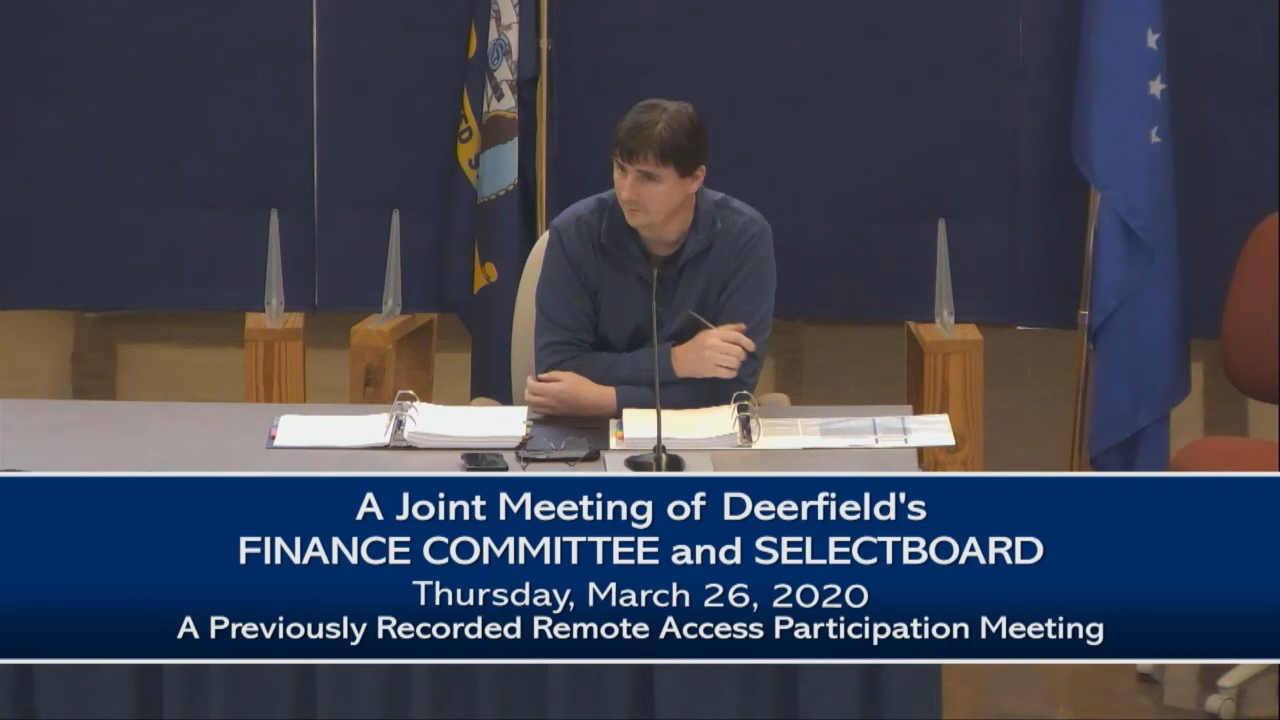 A Joint Meeting of Deerfield's
FINANCE COMMITTEE and SELECTBOARD
Thursday, March 26, 2020
A Previously Recorded Remote Access Participation Meeting